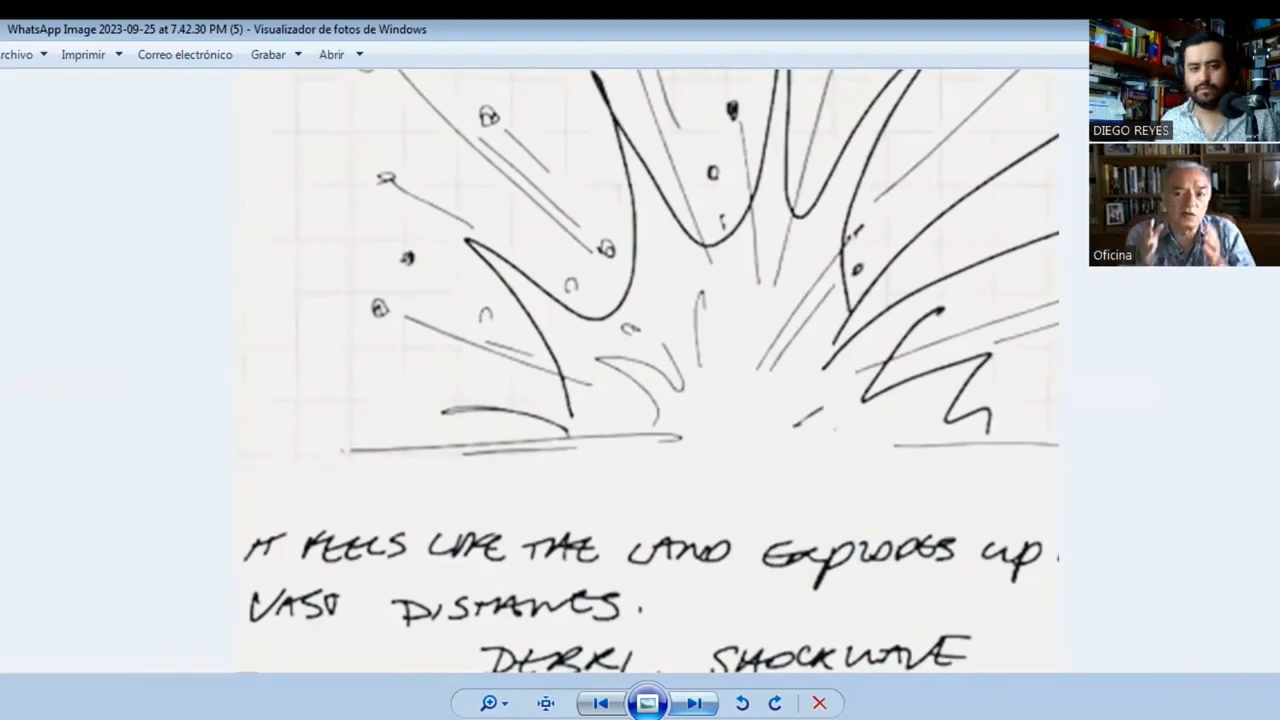 WhatsApp Image 2023-09-25 at 7.42.30 PM (5) - Visualizador de fotos de Windows
rchivo Imprimir Correo electrónico Grabar Abrir
DIEGO REYES
Oficina
IT FEELS LIKE THE LAND EXPLODES UP
VAST DISTANCES.
DEBRI. SHOCKWAVE